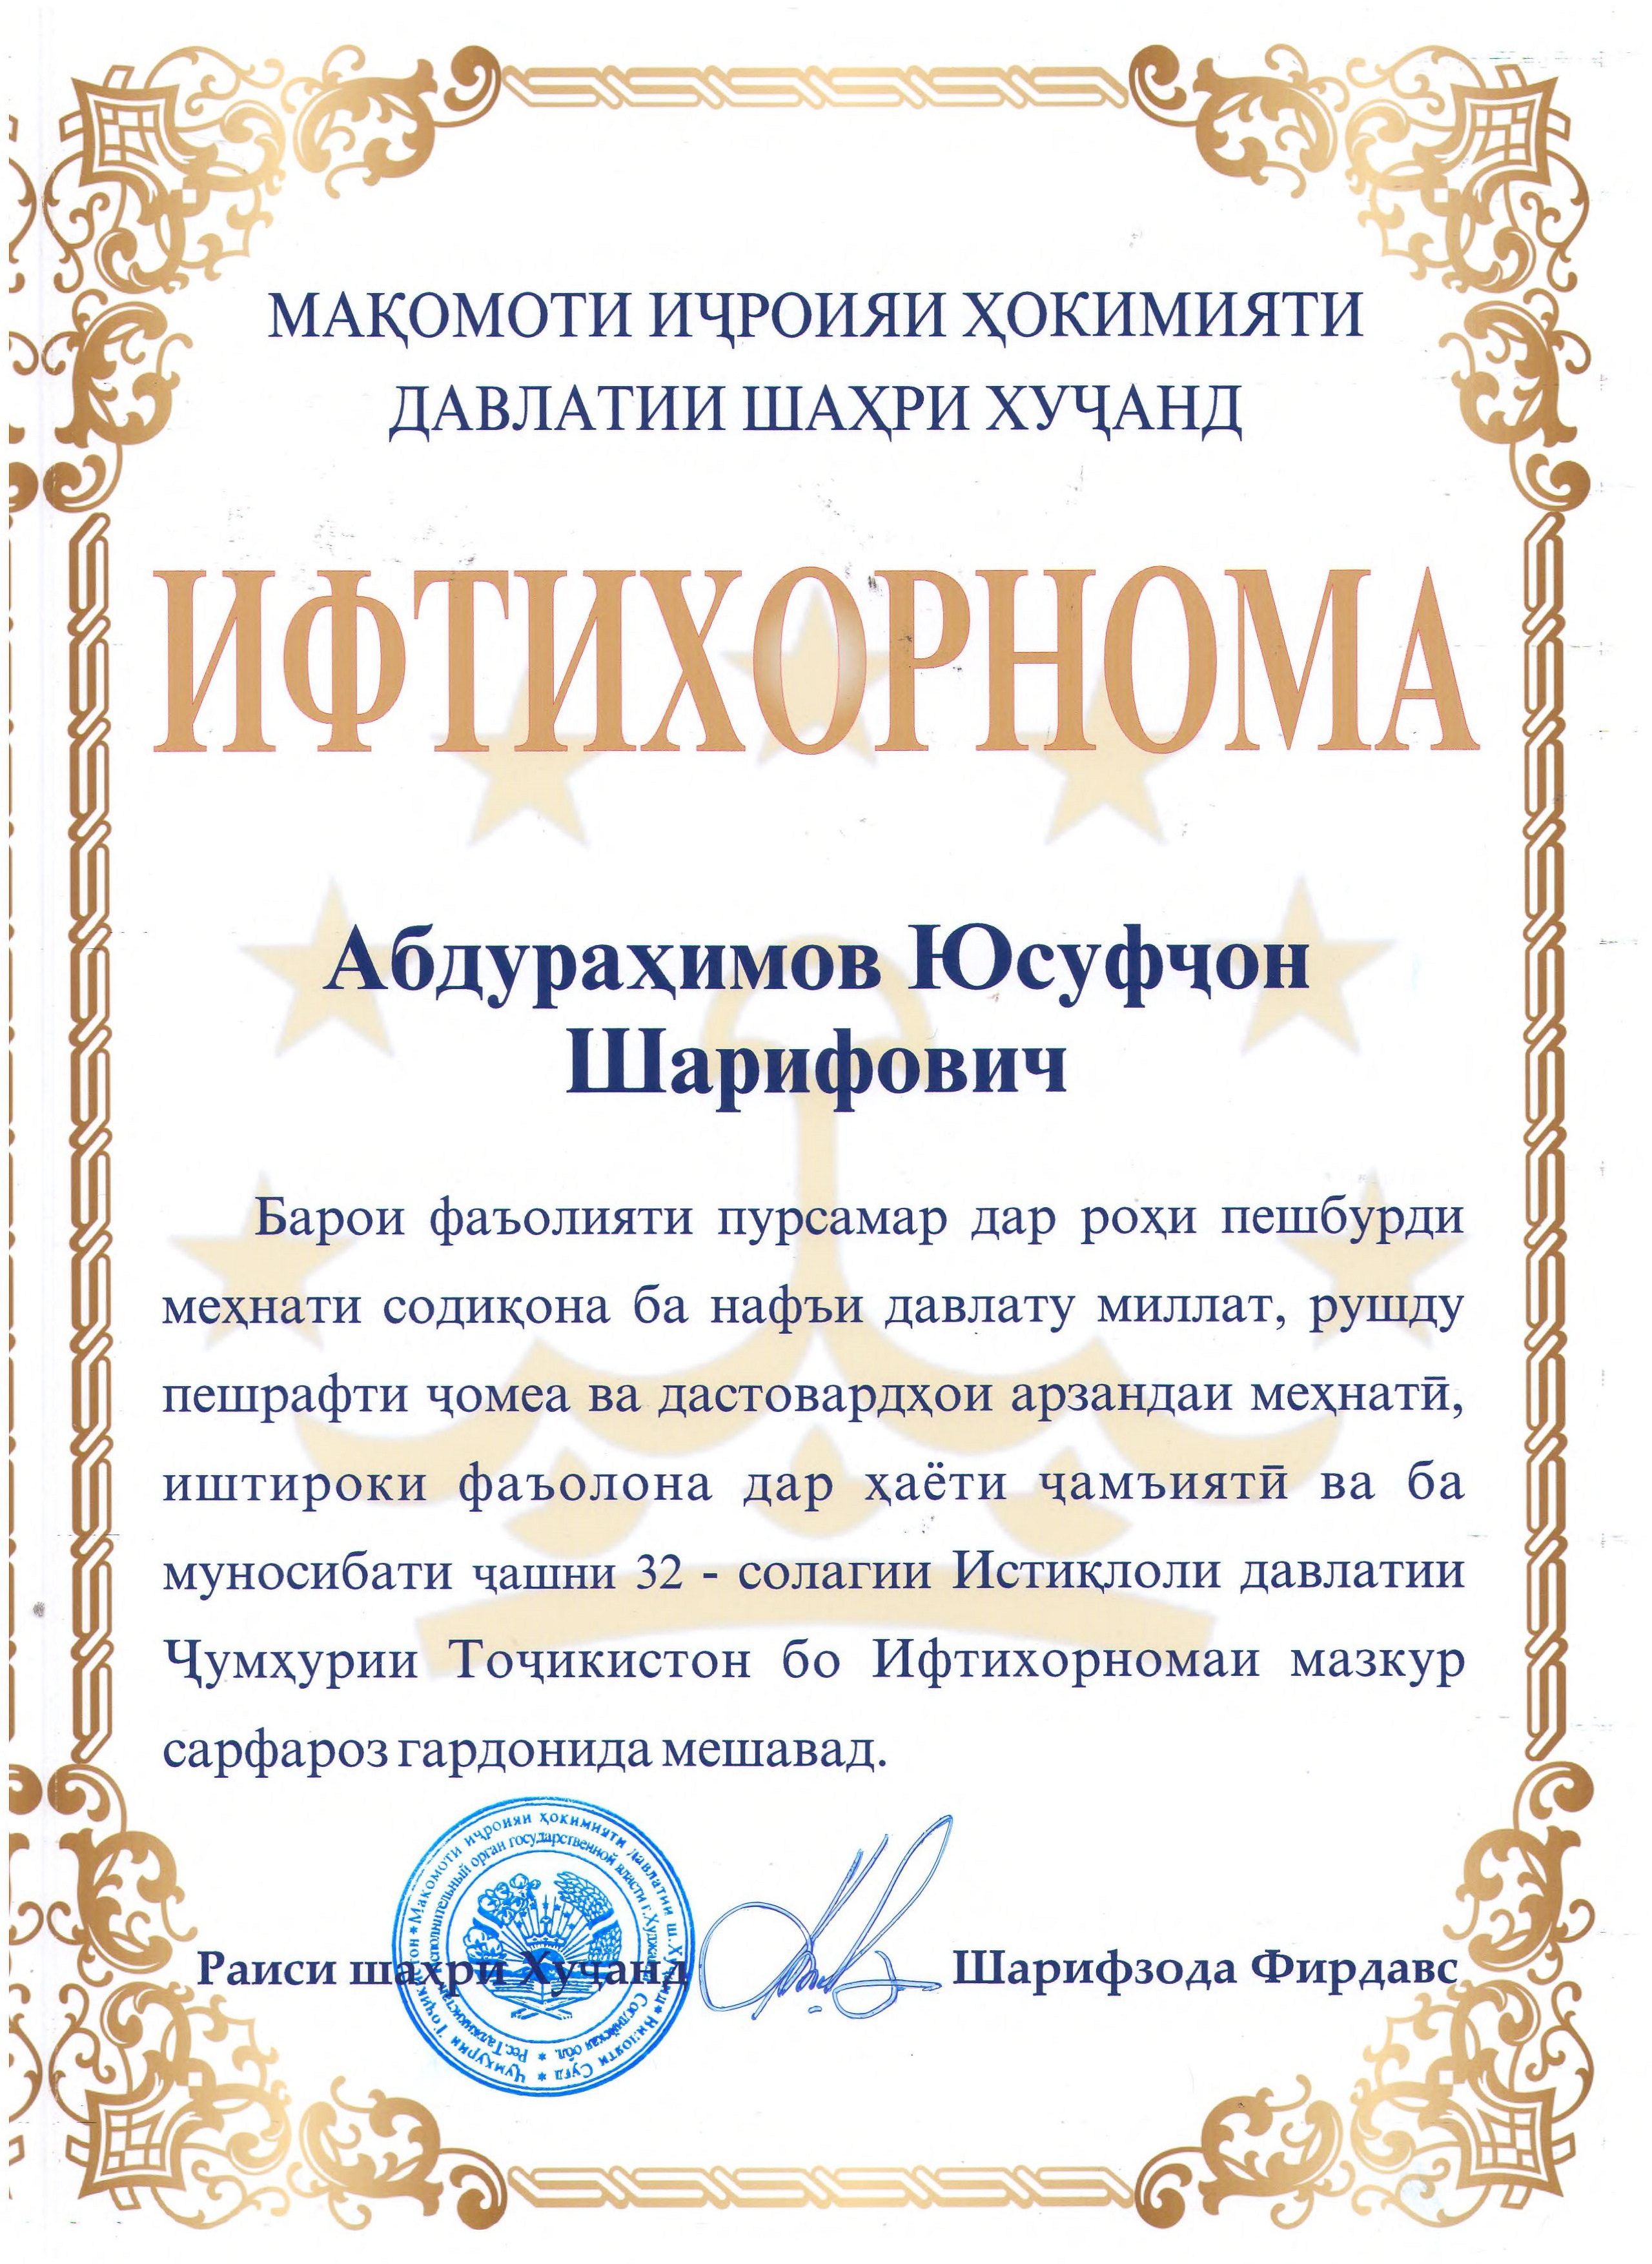 МАҚОМОТИ ИҶРОИЯИ ҲОКИМИЯТИ
ДАВЛАТИИ ШАҲРИ ХУҶАНД
ИФТИХОРНОМА
Абдураҳимов Юсуфҷон
Шарифович
Барои фаъолияти пурсамар дар роҳи пешбурди
меҳнати содиқона ба нафъи давлату миллат, рушду
пешрафти ҷомеа ва дастовардҳои арзандаи меҳнатӣ,
иштироки фаъолона дар ҳаёти ҷамъиятӣ ва ба
муносибати ҷашни 32 - солагии Истиқлоли давлатии
Ҷумҳурии Тоҷикистон бо Ифтихорномаи мазкур
сарфароз гардонида мешавад.
Ҷумҳурии Тоҷикистон * Мақомоти иҷроияи ҳокимияти давлатии ш.Хуҷанд * Вилояти Суғд *
Рес.Таджикистан Исполнительный орган государственной власти г.Худжанд Согдийская обл. *
Раиси шаҳри Хуҷанд Шарифзода Фирдавс